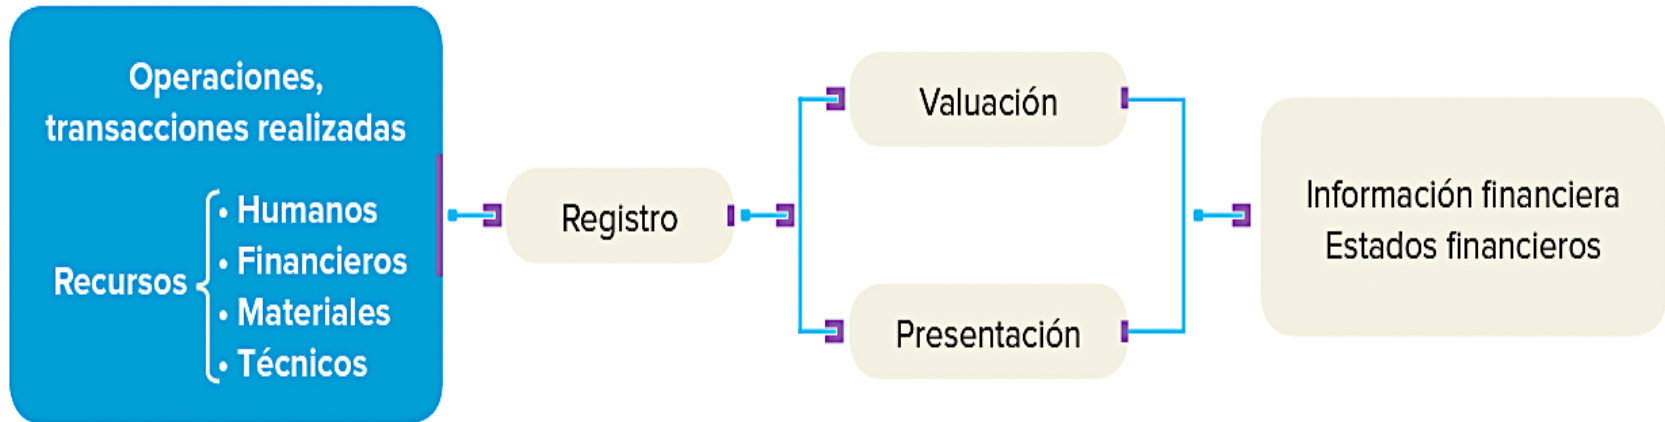 Operaciones,
transacciones realizadas
Recursos
• Humanos
• Financieros
• Materiales
• Técnicos
Registro
Valuación
Presentación
Información financiera
Estados financieros